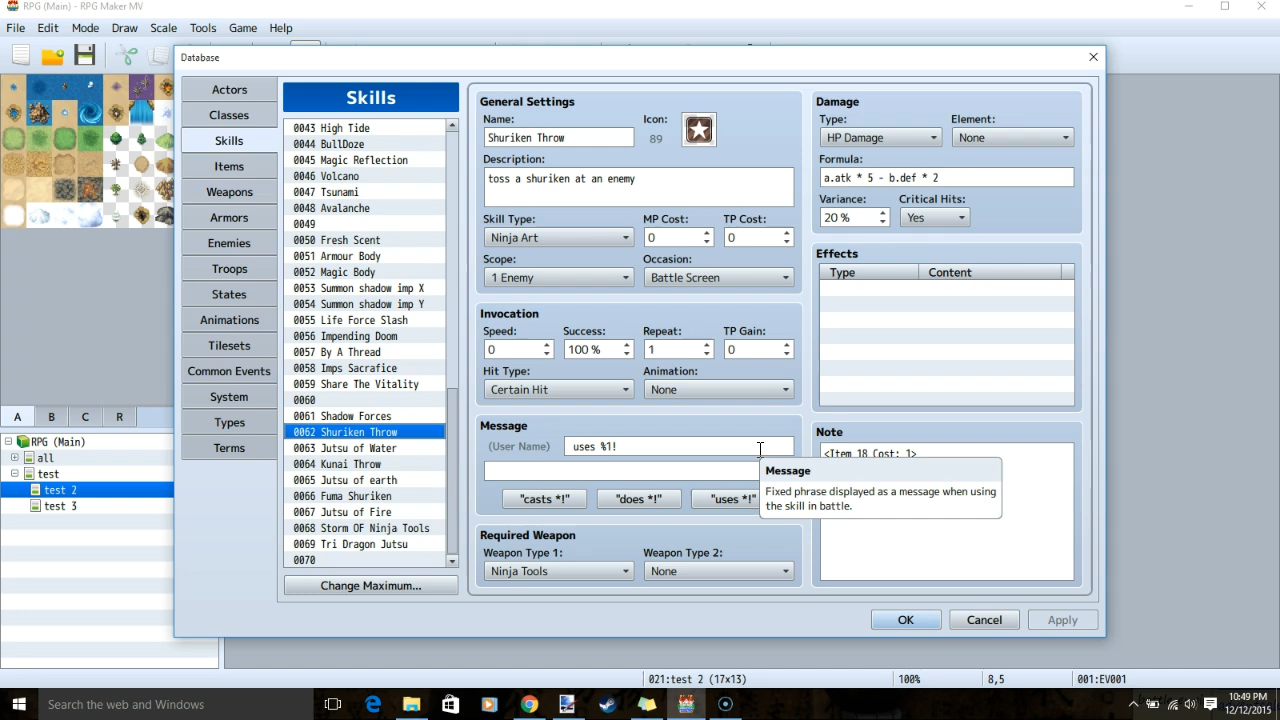 RPG (Main) - RPG Maker MV
File Edit Mode Draw Scale Tools Game Help
Database
Actors
Classes
Skills
Items
Weapons
Armors
Enemies
Troops
States
Animations
Tilesets
Common Events
System
Types
Terms
Skills
0043 High Tide
0044 BullDoze
0045 Magic Reflection
0046 Volcano
0047 Tsunami
0048 Avalanche
0049
0050 Fresh Scent
0051 Armour Body
0052 Magic Body
0053 Summon shadow imp X
0054 Summon shadow imp Y
0055 Life Force Slash
0056 Impending Doom
0057 By A Thread
0058 Imps Sacrafice
0059 Share The Vitality
0060
0061 Shadow Forces
0062 Shuriken Throw
0063 Jutsu of Water
0064 Kunai Throw
0065 Jutsu of earth
0066 Fuma Shuriken
0067 Jutsu of Fire
0068 Storm OF Ninja Tools
0069 Tri Dragon Jutsu
0070
Change Maximum...
General Settings
Name: Icon:
Shuriken Throw 89
Description:
toss a shuriken at an enemy
Skill Type: MP Cost: TP Cost:
Ninja Art 0 0
Scope: Occasion:
1 Enemy Battle Screen
Invocation
Speed: Success: Repeat: TP Gain:
0 100 % 1 0
Hit Type: Animation:
Certain Hit None
Message
(User Name) uses %1!
"casts *!" "does *!" "uses *!"
Required Weapon
Weapon Type 1: Weapon Type 2:
Ninja Tools None
Damage
Type: Element:
HP Damage None
Formula:
a.atk * 5 - b.def * 2
Variance: Critical Hits:
20 % Yes
Effects
Type Content
Note
<Item 18 Cost: 1>
Message
Fixed phrase displayed as a message when using
the skill in battle.
OK Cancel Apply
A B C R
RPG (Main)
all
test
test 2
test 3
021:test 2 (17x13) 100% 8,5 001:EV001
Search the web and Windows
10:49 PM
12/12/2015